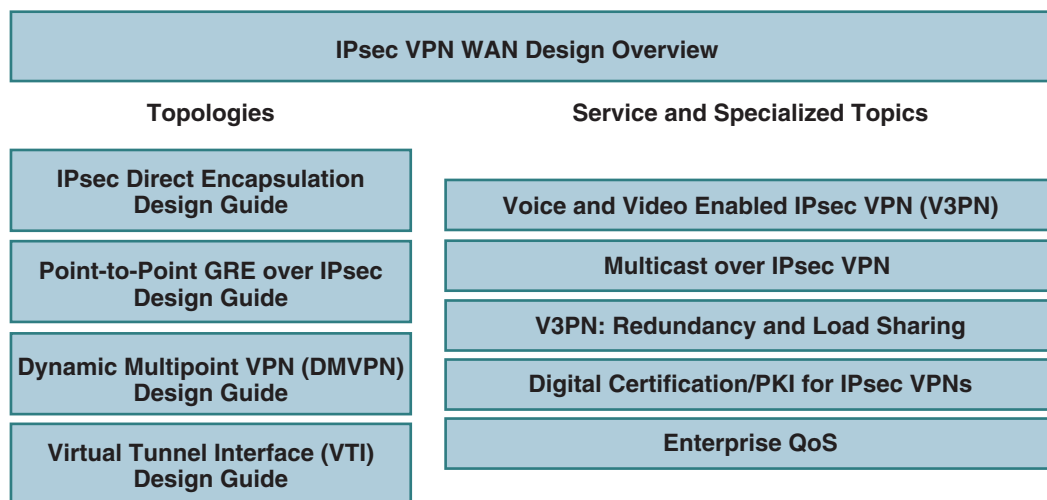 IPsec VPN WAN Design Overview
Topologies
IPsec Direct Encapsulation
Design Guide
Point-to-Point GRE over IPsec
Design Guide
Dynamic Multipoint VPN (DMVPN)
Design Guide
Virtual Tunnel Interface (VTI)
Design Guide
Service and Specialized Topics
Voice and Video Enabled IPsec VPN (V3PN)
Multicast over IPsec VPN
V3PN: Redundancy and Load Sharing
Digital Certification/PKI for IPsec VPNs
Enterprise QoS